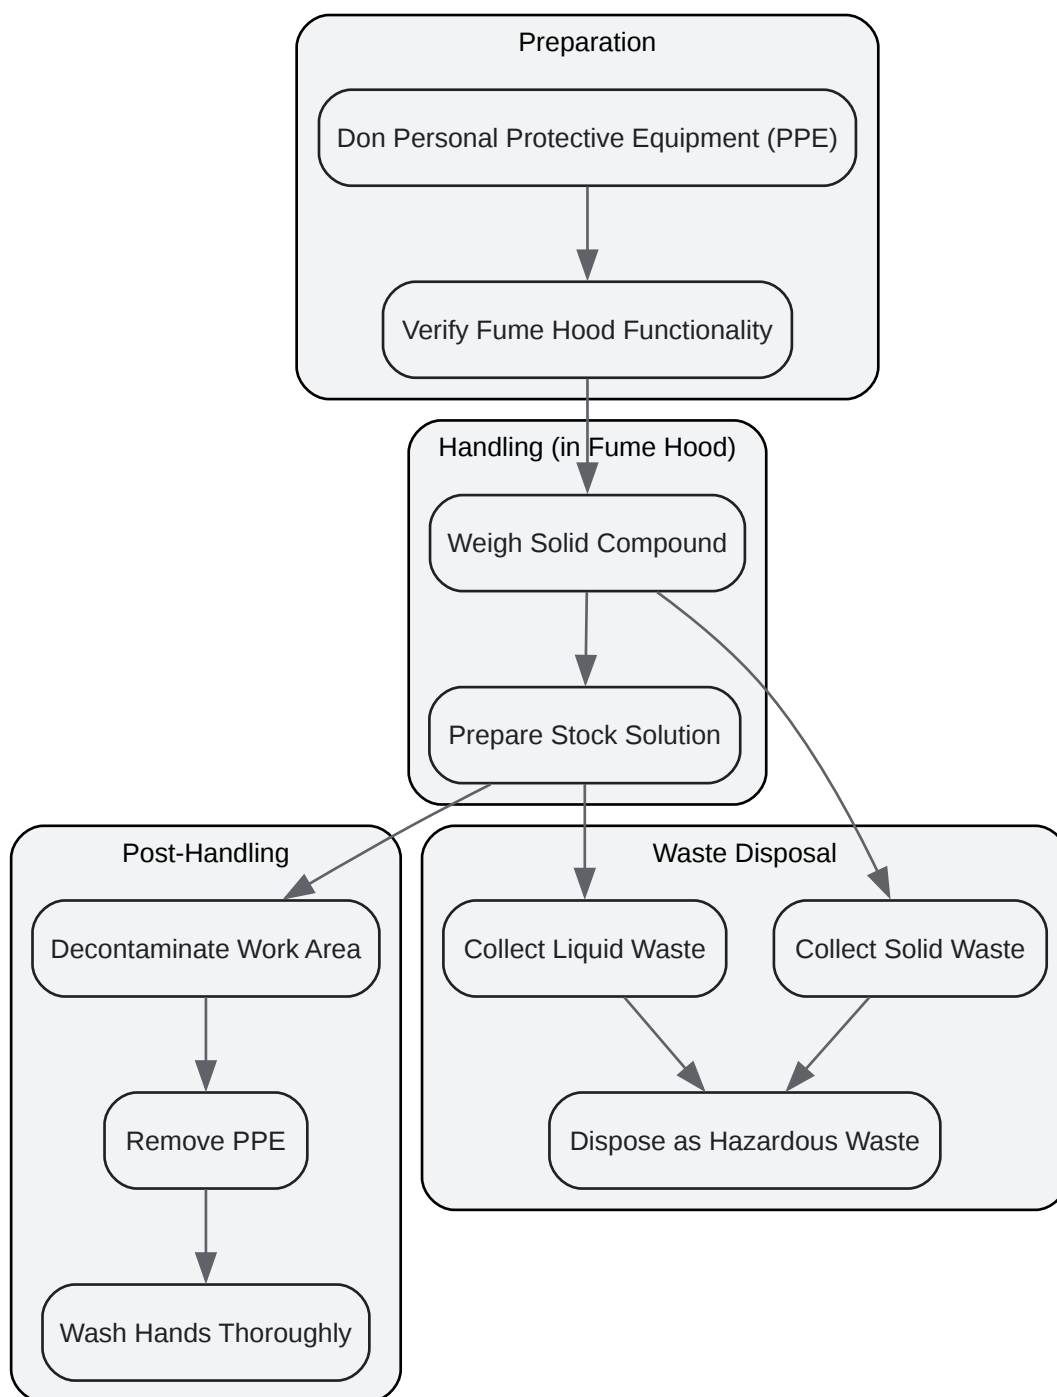 Preparation
Don Personal Protective Equipment (PPE)
Verify Fume Hood Functionality
Handling (in Fume Hood)
Weigh Solid Compound
Prepare Stock Solution
Post-Handling
Waste Disposal
Decontaminate Work Area
Collect Liquid Waste
Collect Solid Waste
Remove PPE
Dispose as Hazardous Waste
Wash Hands Thoroughly